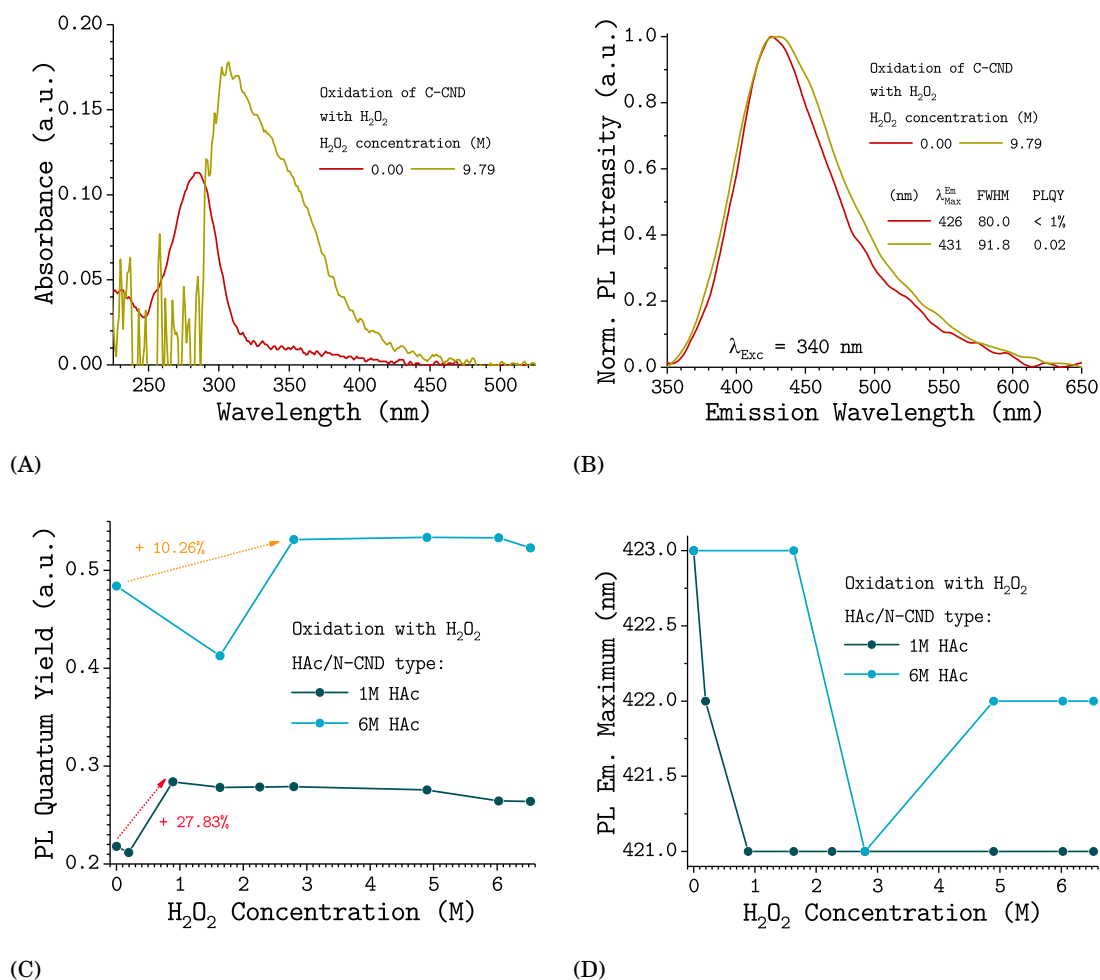 0.20
0.15
0.10
0.05
0.00
Absorbance (a.u.)
250 300 350 400 450 500
Wavelength (nm)
Oxidation of C-CND
with H₂O₂
H₂O₂ concentration (M)
0.00 9.79
(A)
1.0
0.8
0.6
0.4
0.2
0
Norm. PL Intrensity (a.u.)
350 400 450 500 550 600 650
Emission Wavelength (nm)
Oxidation of C-CND
with H₂O₂
H₂O₂ concentration (M)
0.00 9.79
(nm) λ Em Max FWHM PLQY
426 80.0 < 1%
431 91.8 0.02
λExc = 340 nm
(B)
0.5
0.4
0.3
0.2
PL Quantum Yield (a.u.)
0 1 2 3 4 5 6
H₂O₂ Concentration (M)
+ 10.26%
Oxidation with H₂O₂
HAc/N-CND type:
1M HAc
6M HAc
+ 27.83%
(C)
423.0
422.5
422.0
421.5
421.0
PL Em. Maximum (nm)
0 1 2 3 4 5 6
H₂O₂ Concentration (M)
Oxidation with H₂O₂
HAc/N-CND type:
1M HAc
6M HAc
(D)